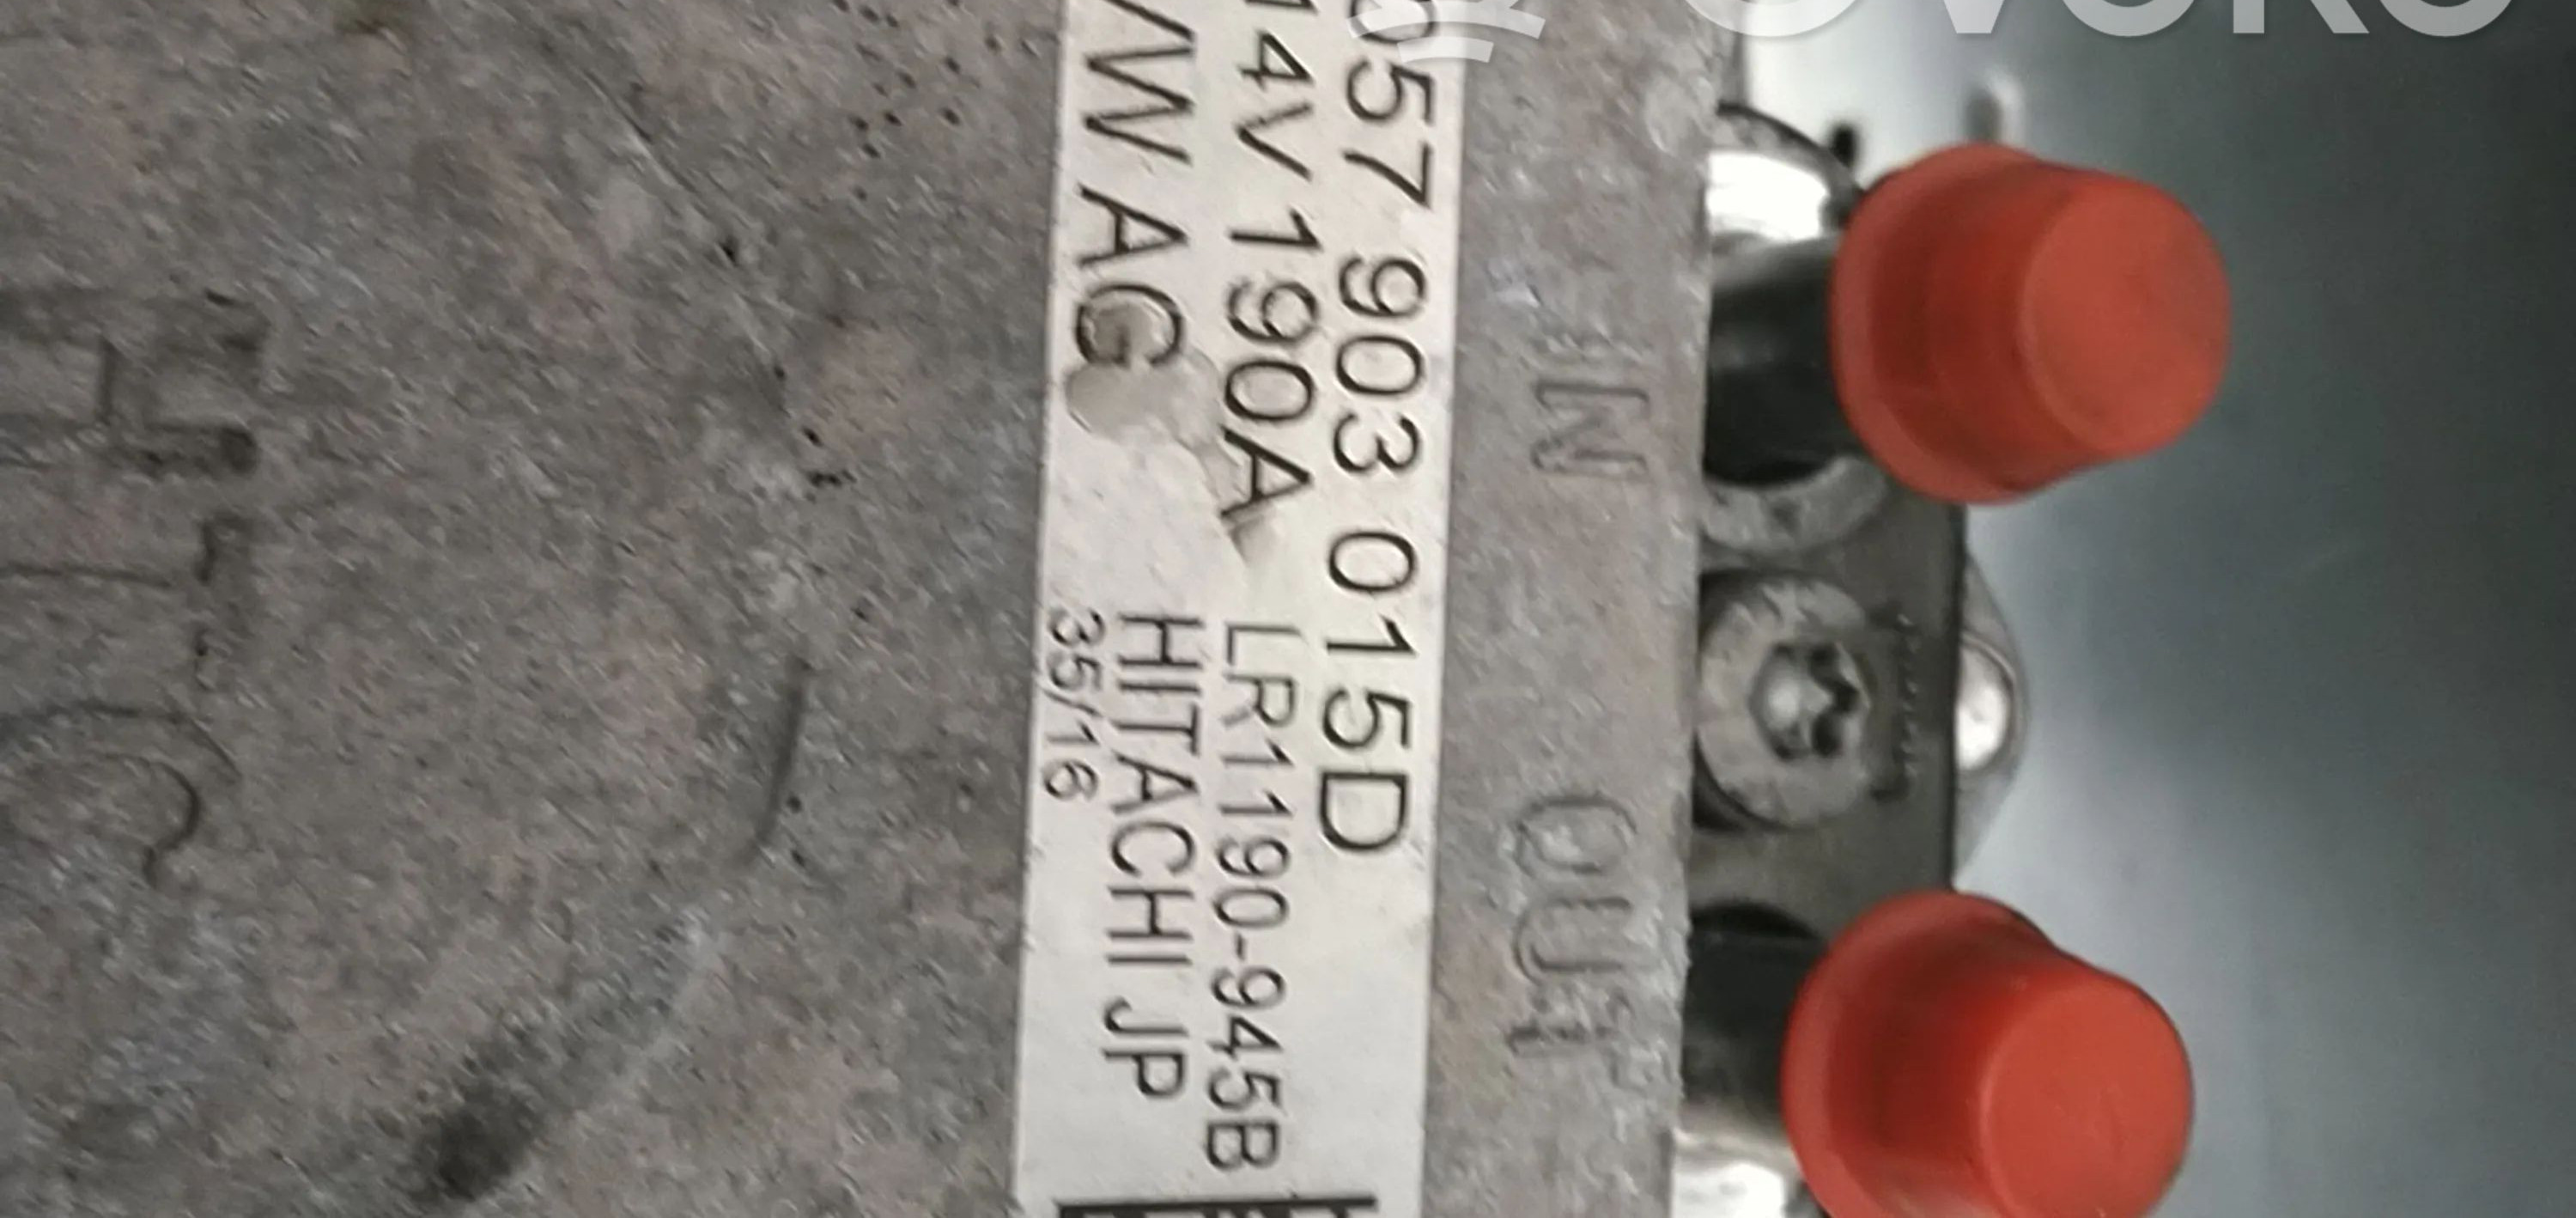 057 903 015D
14V 190A
LR1190-945B
VW AG
HITACHI JP
35/16
IN
OUT